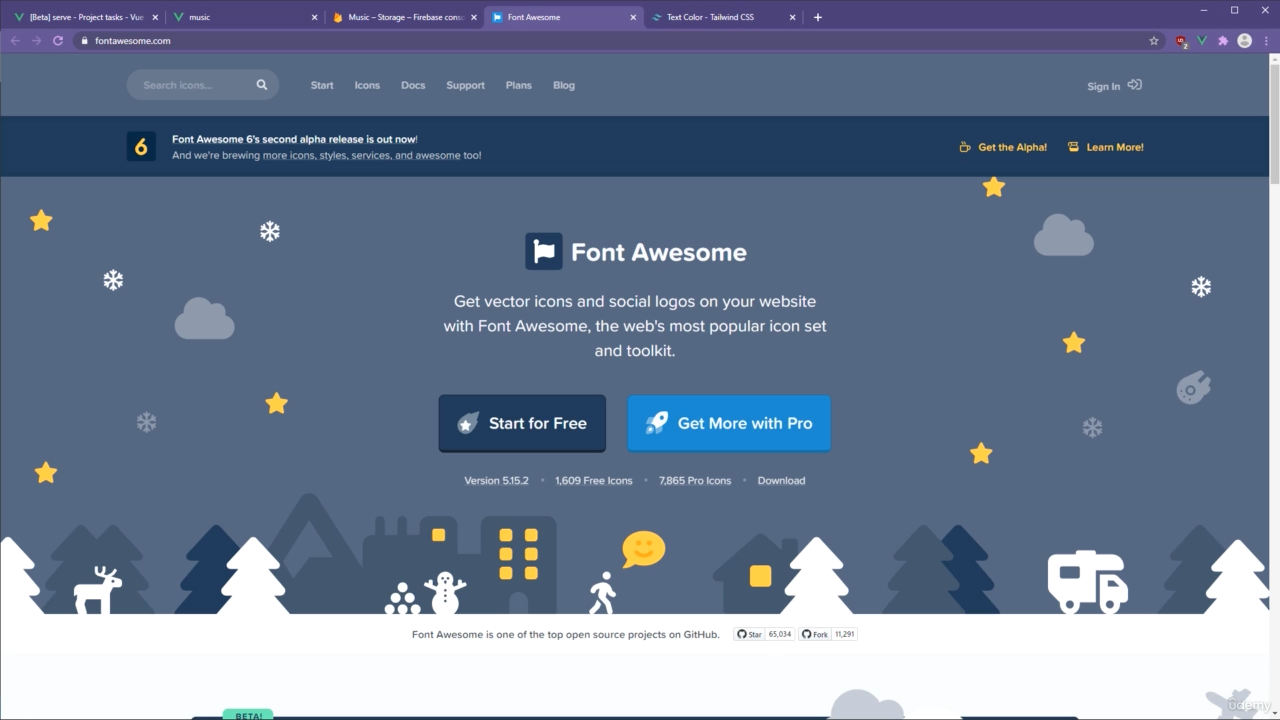 [Beta] serve - Project tasks - Vue
music
Music – Storage – Firebase conso
Font Awesome
Text Color - Tailwind CSS
fontawesome.com
2
Search icons...
Start
Icons
Docs
Support
Plans
Blog
Sign In
6
Font Awesome 6's second alpha release is out now!
And we're brewing more icons, styles, services, and awesome too!
Get the Alpha!
Learn More!
Font Awesome
Get vector icons and social logos on your website
with Font Awesome, the web's most popular icon set
and toolkit.
Start for Free
Get More with Pro
Version 5.15.2
1,609 Free Icons
7,865 Pro Icons
Download
Font Awesome is one of the top open source projects on GitHub.
Star 65,034
Fork 11,291
BETA!
udemy